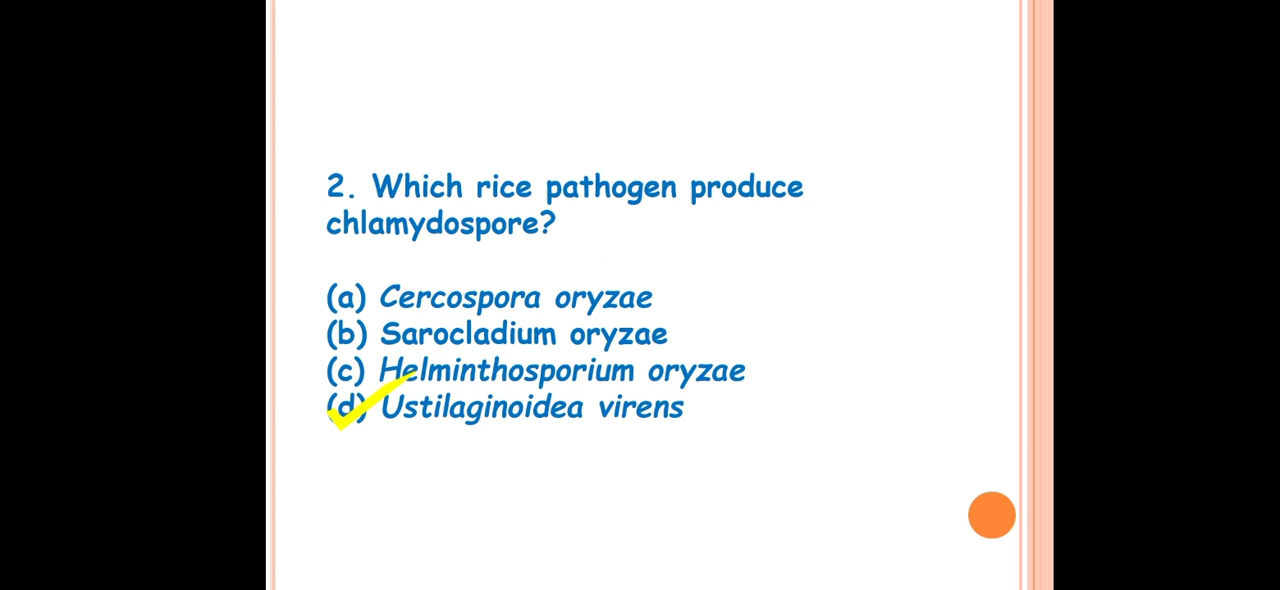 2. Which rice pathogen produce
chlamydospore?
(a) Cercospora oryzae
(b) Sarocladium oryzae
(c) Helminthosporium oryzae
(d) Ustilaginoidea virens